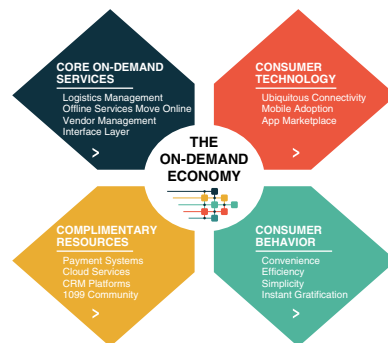 CORE ON-DEMAND
SERVICES
Logistics Management
Offline Services Move Online
Vendor Management
Interface Layer
>
CONSUMER
TECHNOLOGY
Ubiquitous Connectivity
Mobile Adoption
App Marketplace
>
THE
ON-DEMAND
ECONOMY
COMPLIMENTARY
RESOURCES
Payment Systems
Cloud Services
CRM Platforms
1099 Community
>
CONSUMER
BEHAVIOR
Convenience
Efficiency
Simplicity
Instant Gratification
>